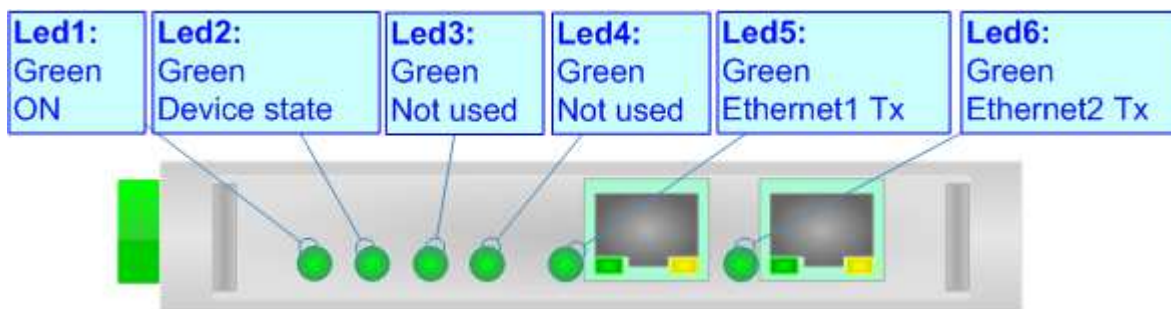 Led1:
Green
ON
Led2:
Green
Device state
Led3:
Green
Not used
Led4:
Green
Not used
Led5:
Green
Ethernet1 Tx
Led6:
Green
Ethernet2 Tx